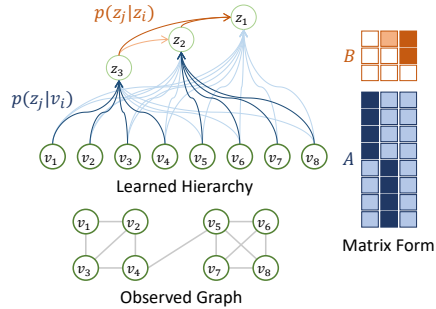 p(z_j|z_i)
z_1
z_2
z_3
p(z_j|v_i)
v_1 v_2 v_3 v_4 v_5 v_6 v_7 v_8
Learned Hierarchy
v_1 v_2 v_5 v_6
v_3 v_4 v_7 v_8
Observed Graph
B
A
Matrix Form